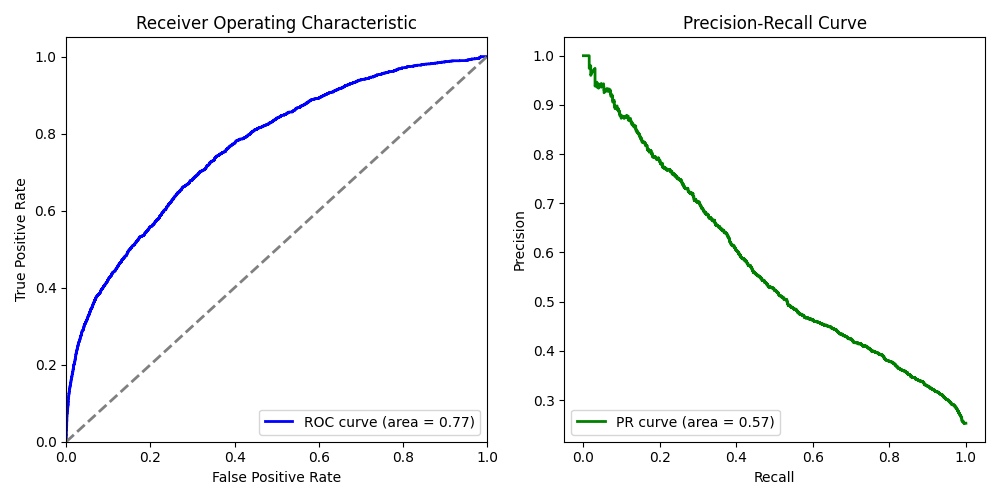 Receiver Operating Characteristic
1.0
0.8
0.6
0.4
0.2
0.0
True Positive Rate
ROC curve (area = 0.77)
0.0 0.2 0.4 0.6 0.8 1.0
False Positive Rate
Precision-Recall Curve
1.0
0.9
0.8
0.7
0.6
0.5
0.4
0.3
Precision
PR curve (area = 0.57)
0.0 0.2 0.4 0.6 0.8 1.0
Recall